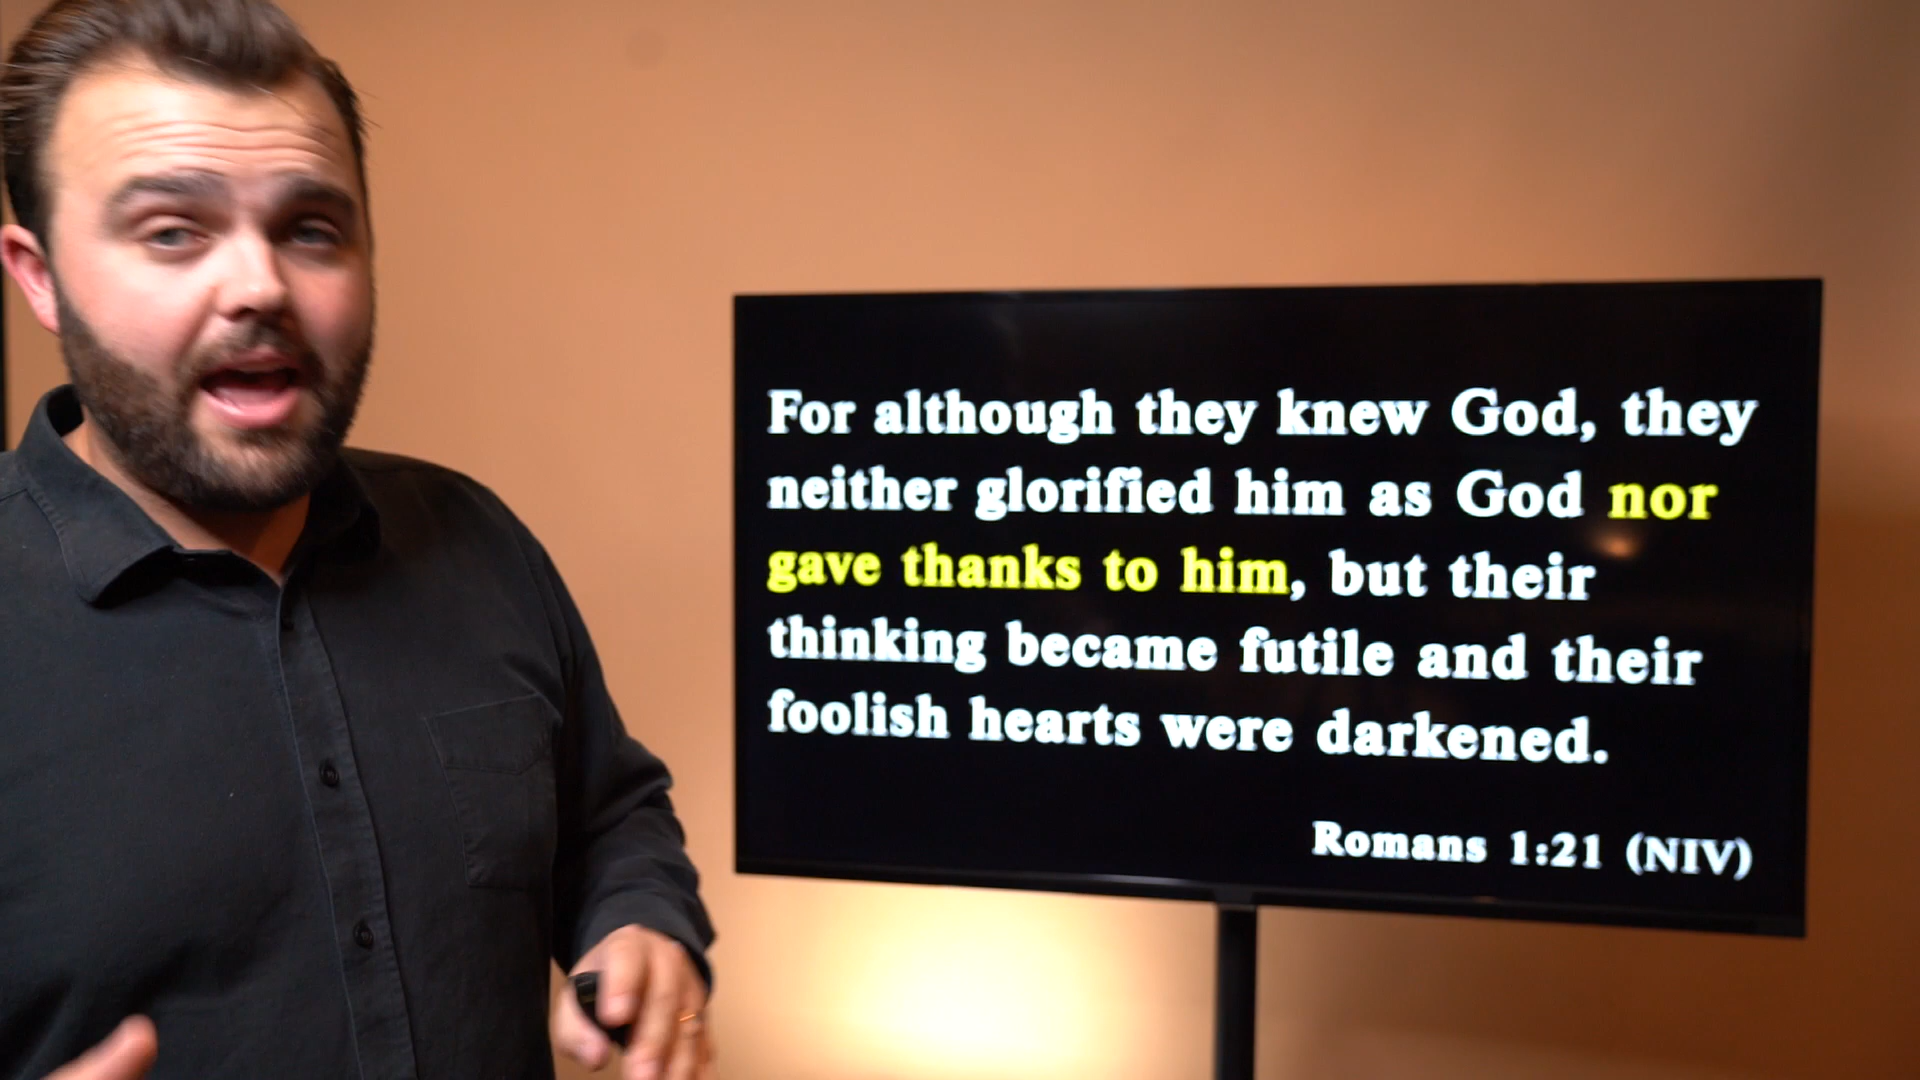 For although they knew God, they
neither glorified him as God nor
gave thanks to him, but their
thinking became futile and their
foolish hearts were darkened.
Romans 1:21 (NIV)